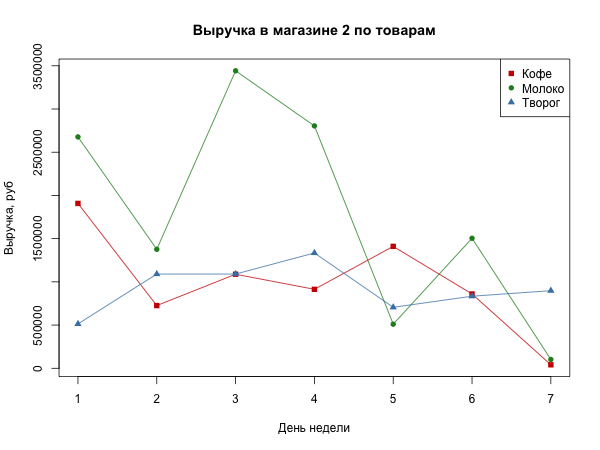 Выручка в магазине 2 по товарам
Кофе
Молоко
Творог
Выручка, руб
3500000
2500000
1500000
500000
0
1 2 3 4 5 6 7
День недели